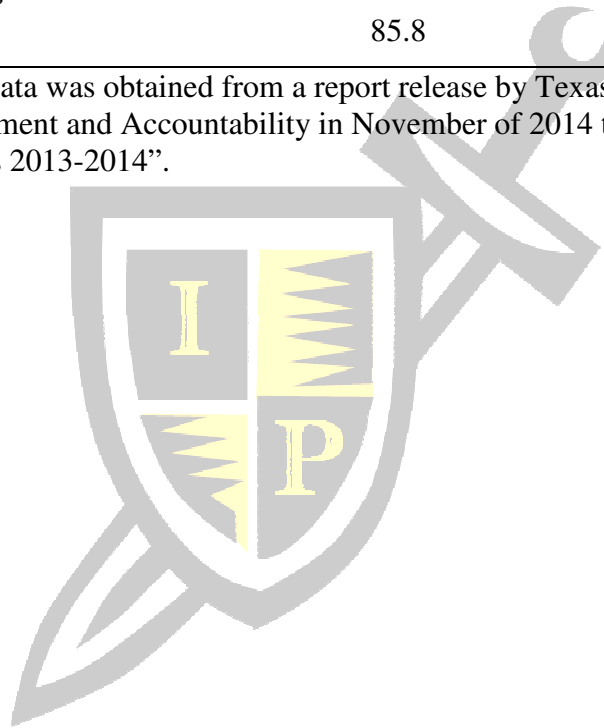 85.8
ata was obtained from a report release by Texas
ment and Accountability in November of 2014 t
2013-2014”.
I
P